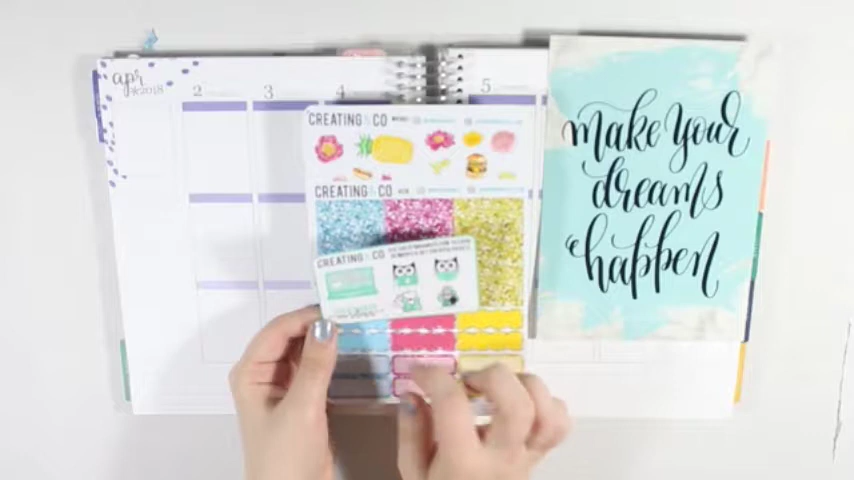 apr
2018
2
3
4
5
make your
dreams
happen
CREATING & CO
CREATING & CO
CREATING & CO